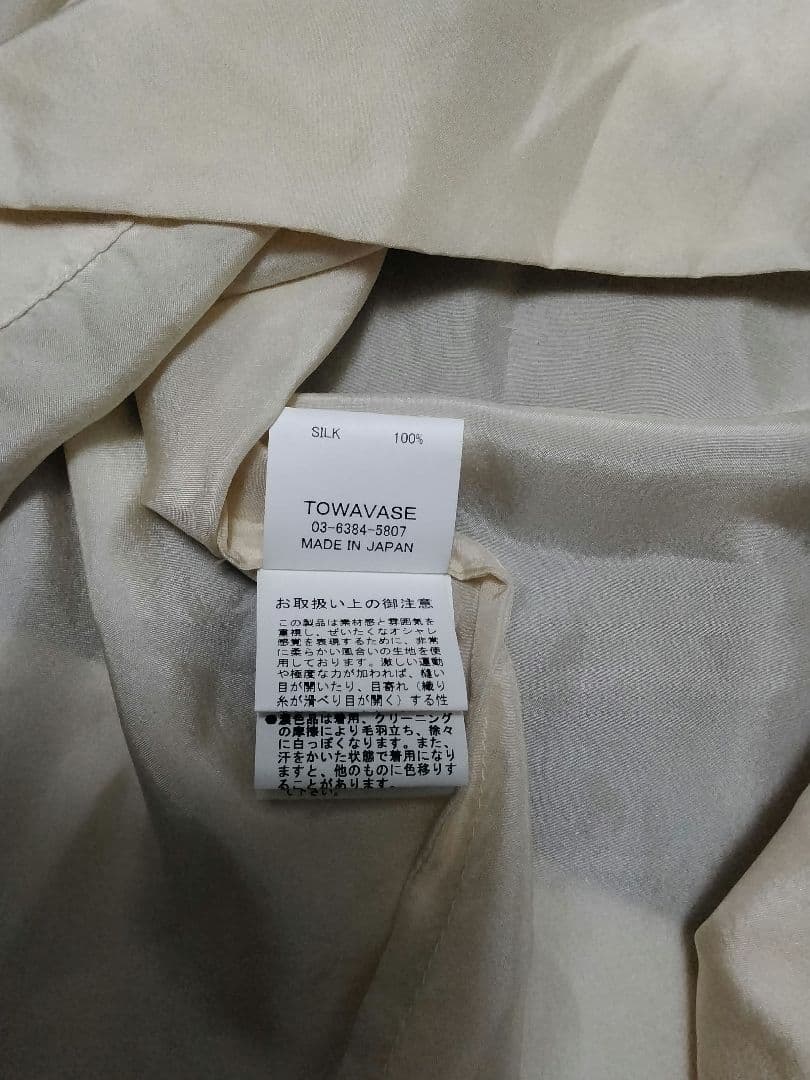 SILK 100%
TOWAVASE
03-6384-5807
MADE IN JAPAN
お取扱い上の御注意
この製品は素材感と雰囲気を
重視し、ぜいたくなオシャレ
感覚を表現するために、非常
に柔らかい風合いの生地を使
用しております。激しい運動
や極度な力が加われば、縫い
目が開いたり、目寄れ（織り
糸が滑べり目が開く）する性
●濃色品は着用、クリーニング
の摩擦により毛羽立ち、徐々
に白っぽくなります。また、
汗をかいた状態で着用になり
ますと、他のものに色移りす
ることがあります。